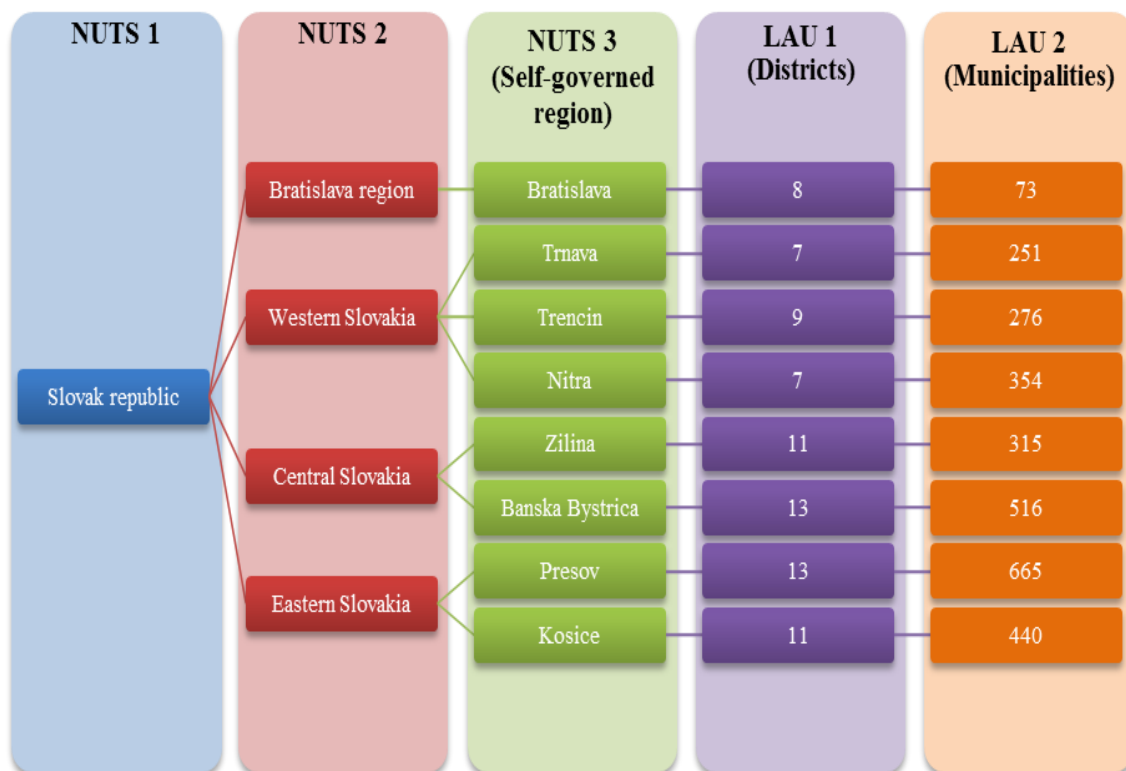 NUTS 1
NUTS 2
NUTS 3
(Self-governed
region)
LAU 1
(Districts)
LAU 2
(Municipalities)
Slovak republic
Bratislava region
Bratislava
8
73
Western Slovakia
Trnava
7
251
Trencin
9
276
Nitra
7
354
Central Slovakia
Zilina
11
315
Banska Bystrica
13
516
Eastern Slovakia
Presov
13
665
Kosice
11
440